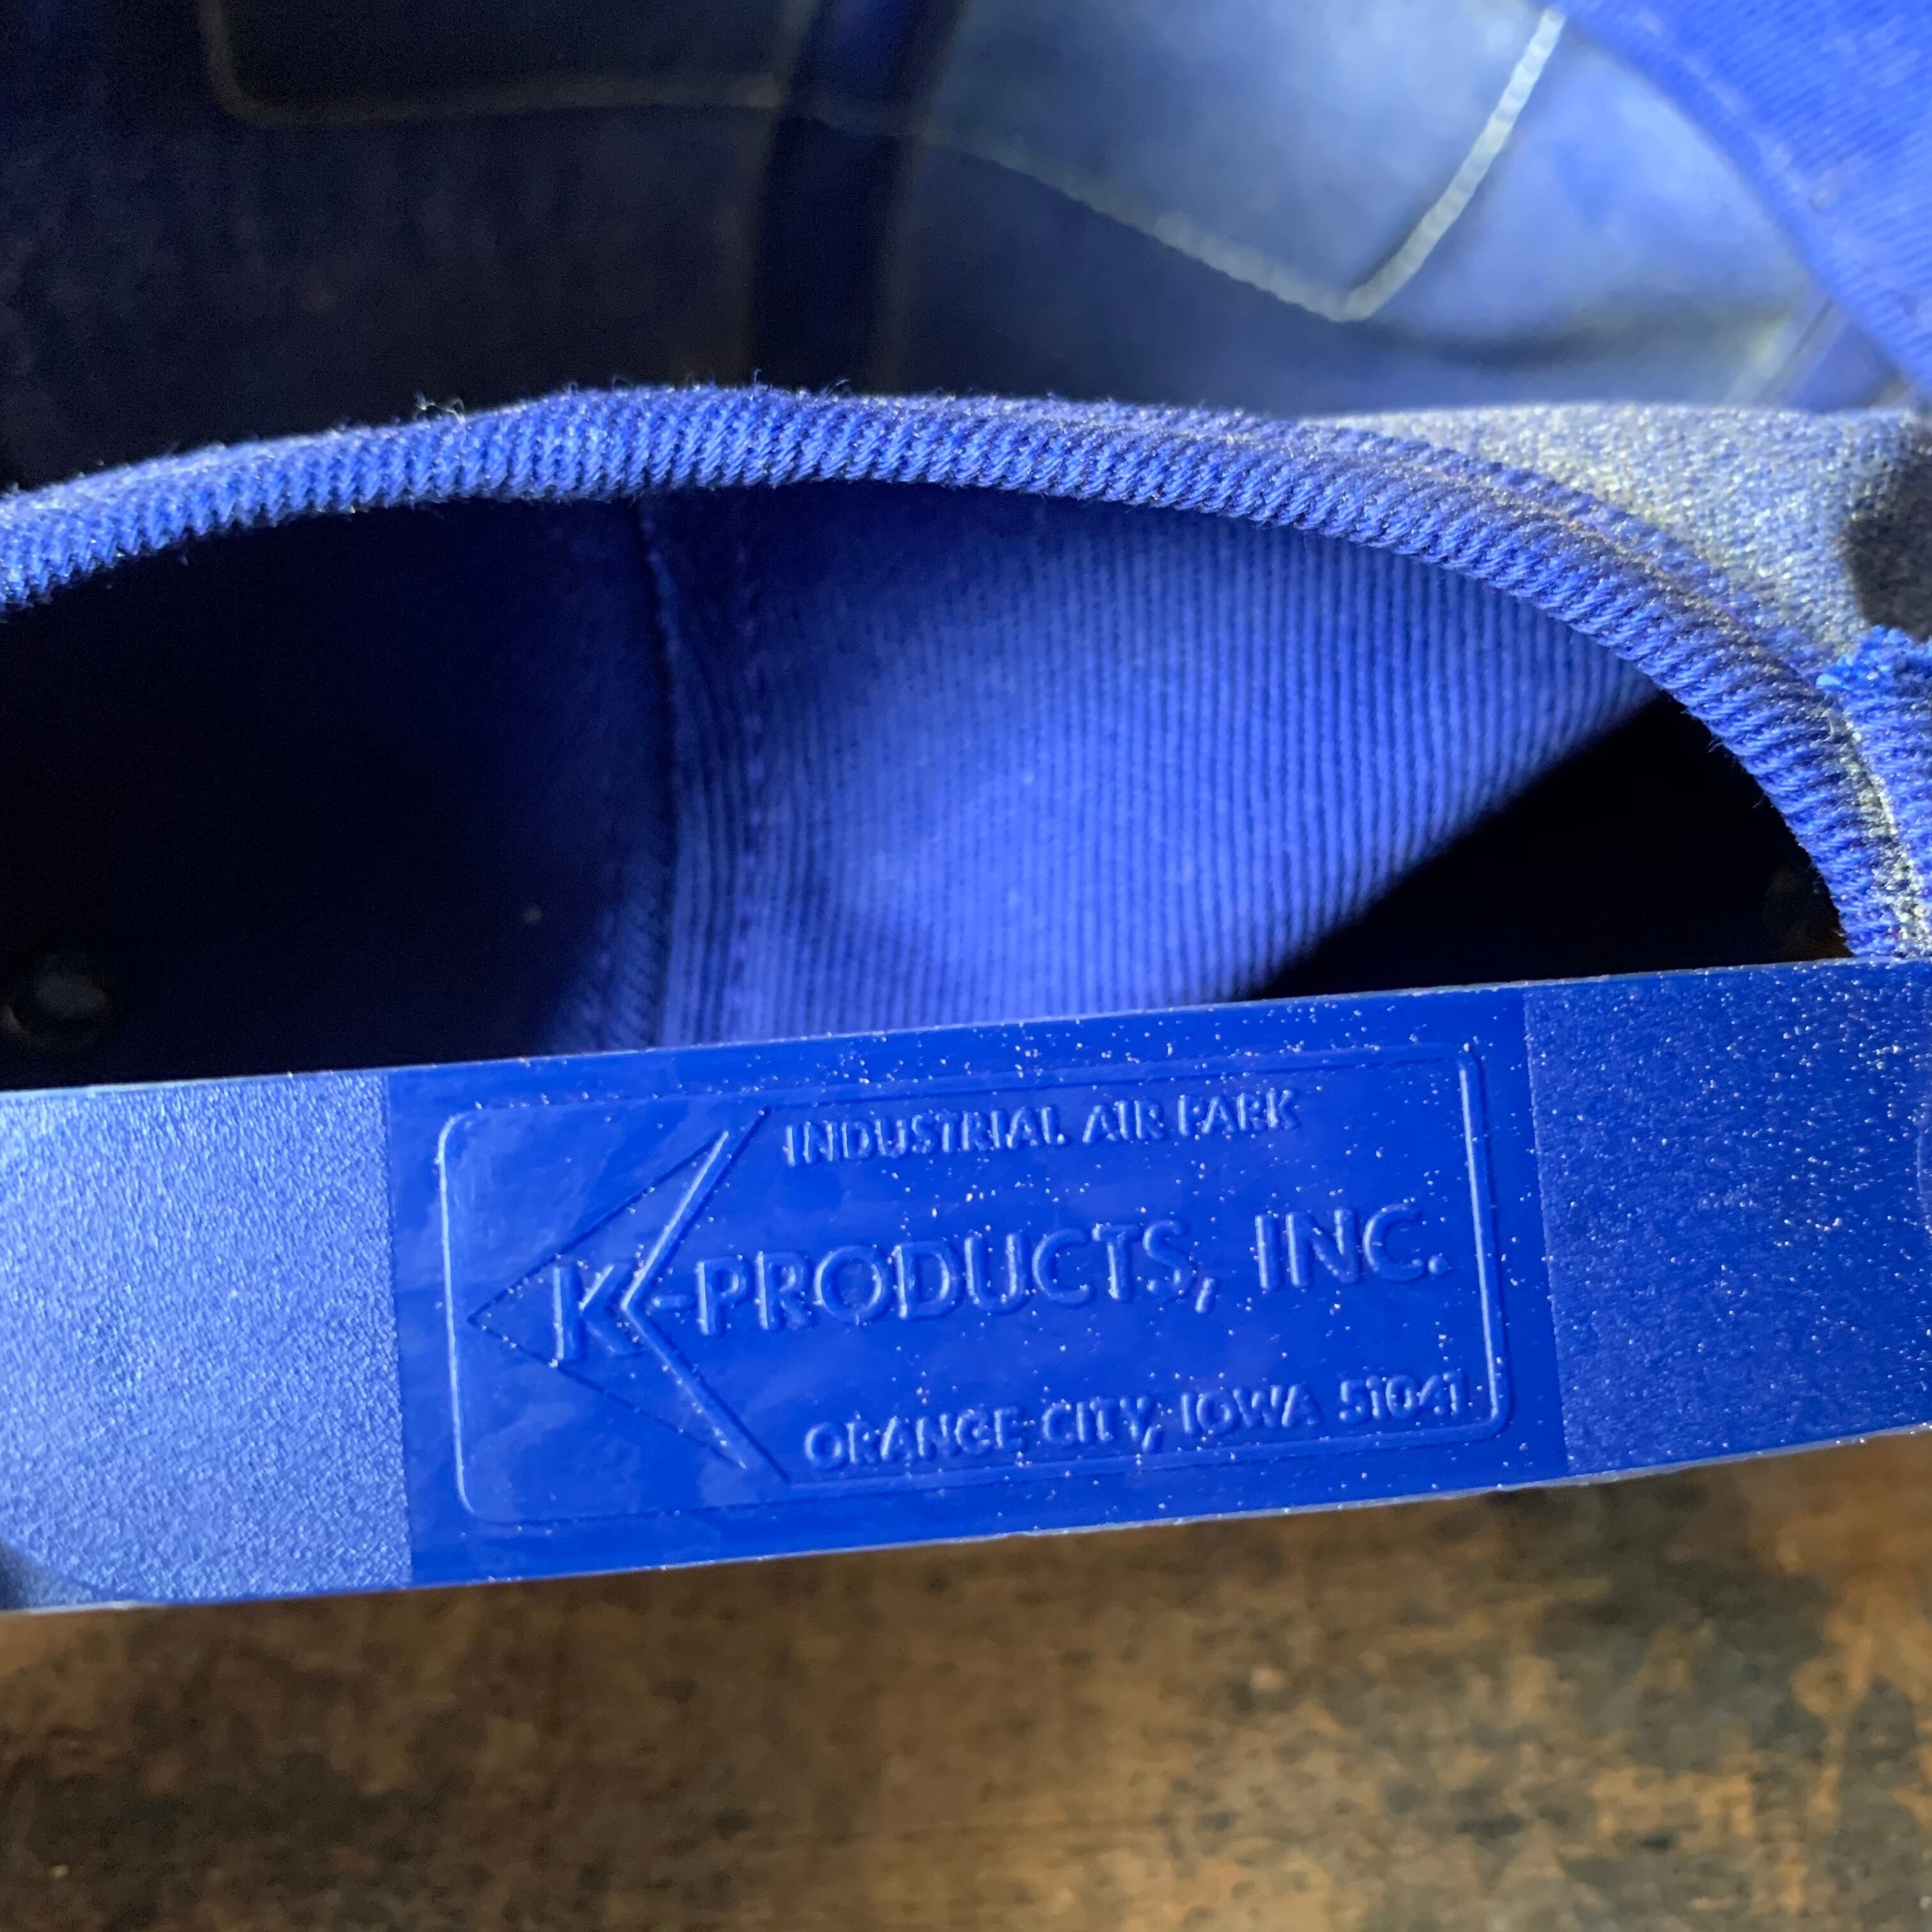 INDUSTRIAL AIR PARK
K-PRODUCTS, INC.
ORANGE CITY, IOWA 51041